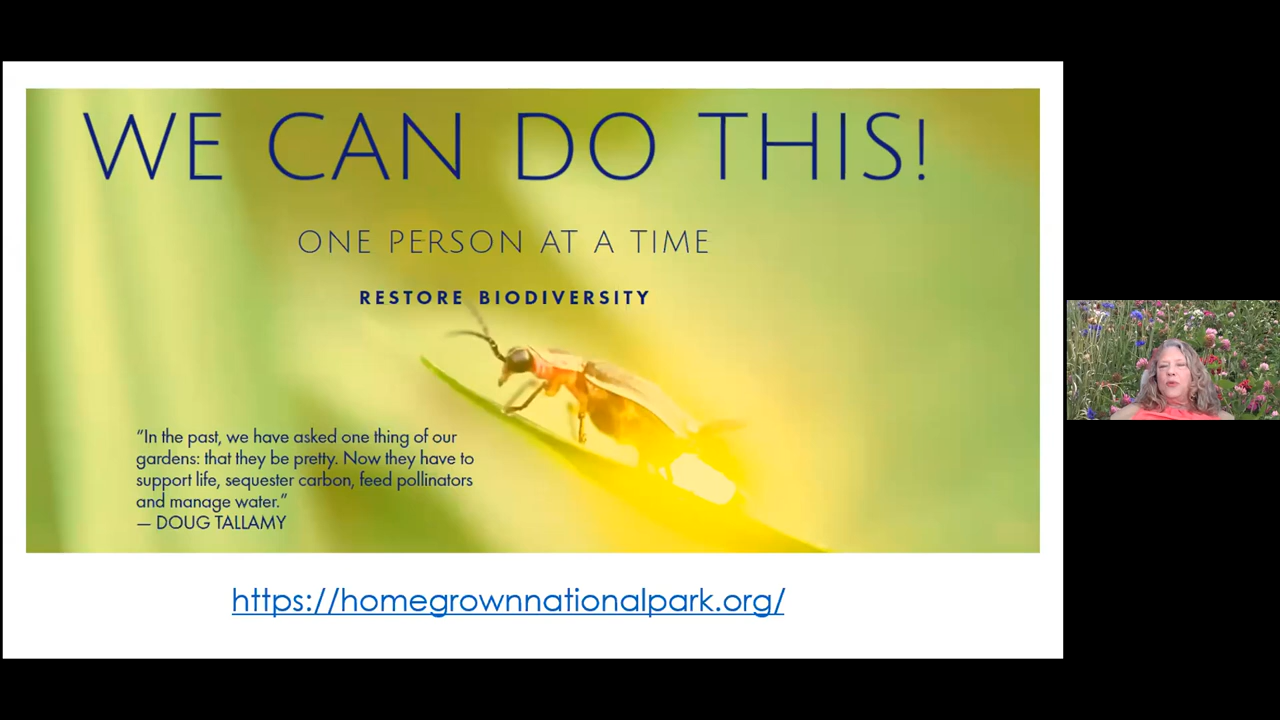 WE CAN DO THIS!
ONE PERSON AT A TIME
RESTORE BIODIVERSITY
“In the past, we have asked one thing of our
gardens: that they be pretty. Now they have to
support life, sequester carbon, feed pollinators
and manage water.”
— DOUG TALLAMY
https://homegrownnationalpark.org/